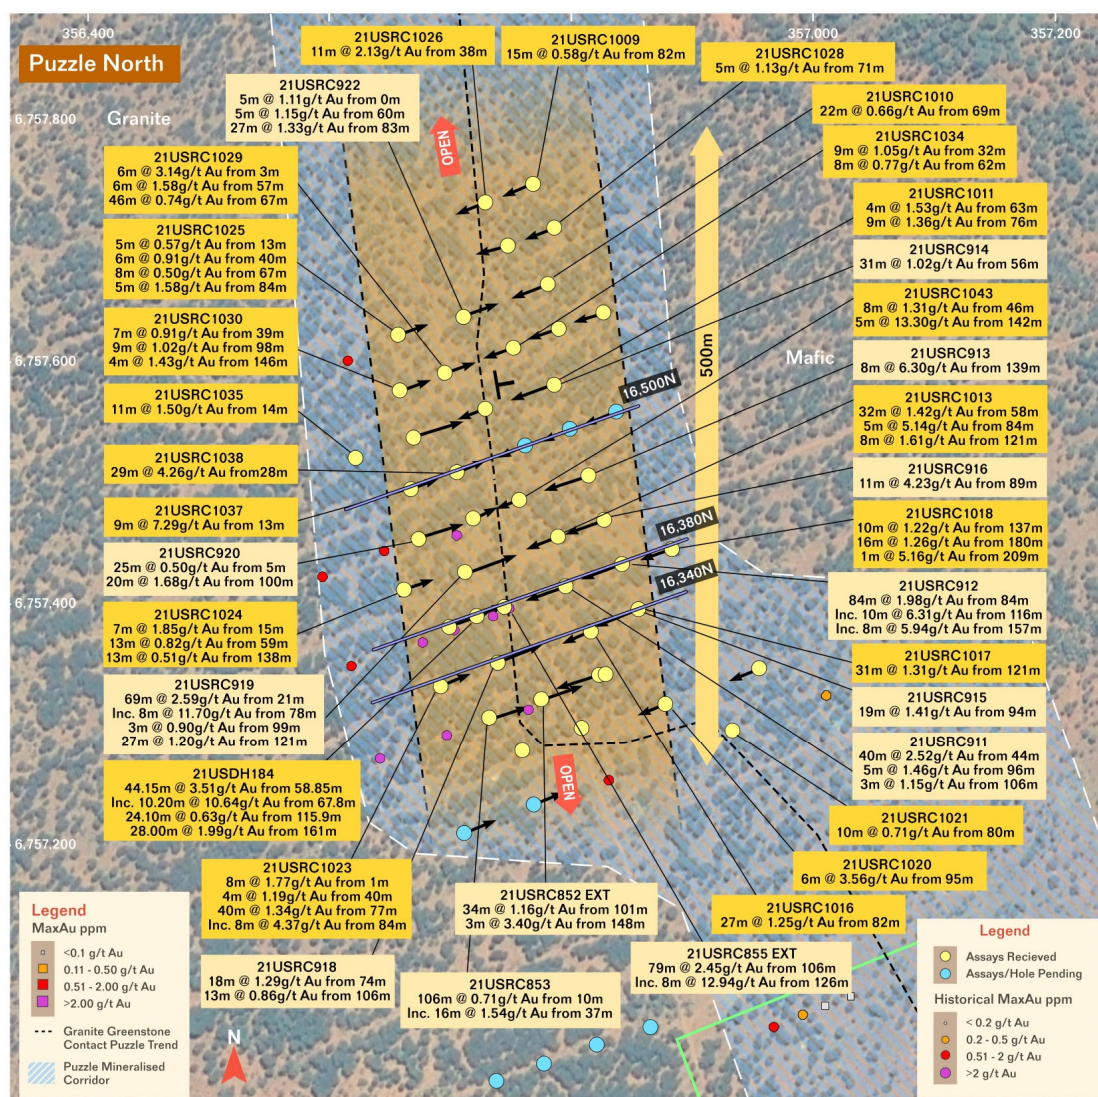 356,400
357,000
357,200
Puzzle North
6,757,800
6,757,600
6,757,400
6,757,200
Granite
Mafic
OPEN
OPEN
500m
16,500N
16,380N
16,340N
21USRC1026
11m @ 2.13g/t Au from 38m
21USRC1009
15m @ 0.58g/t Au from 82m
21USRC1028
5m @ 1.13g/t Au from 71m
21USRC922
5m @ 1.11g/t Au from 0m
5m @ 1.15g/t Au from 60m
27m @ 1.33g/t Au from 83m
21USRC1010
22m @ 0.66g/t Au from 69m
21USRC1034
9m @ 1.05g/t Au from 32m
8m @ 0.77g/t Au from 62m
21USRC1029
6m @ 3.14g/t Au from 3m
6m @ 1.58g/t Au from 57m
46m @ 0.74g/t Au from 67m
21USRC1011
4m @ 1.53g/t Au from 63m
9m @ 1.36g/t Au from 76m
21USRC1025
5m @ 0.57g/t Au from 13m
6m @ 0.91g/t Au from 40m
8m @ 0.50g/t Au from 67m
5m @ 1.58g/t Au from 84m
21USRC914
31m @ 1.02g/t Au from 56m
21USRC1043
8m @ 1.31g/t Au from 46m
5m @ 13.30g/t Au from 142m
21USRC1030
7m @ 0.91g/t Au from 39m
9m @ 1.02g/t Au from 98m
4m @ 1.43g/t Au from 146m
21USRC913
8m @ 6.30g/t Au from 139m
21USRC1035
11m @ 1.50g/t Au from 14m
21USRC1013
32m @ 1.42g/t Au from 58m
5m @ 5.14g/t Au from 84m
8m @ 1.61g/t Au from 121m
21USRC1038
29m @ 4.26g/t Au from28m
21USRC916
11m @ 4.23g/t Au from 89m
21USRC1037
9m @ 7.29g/t Au from 13m
21USRC1018
10m @ 1.22g/t Au from 137m
16m @ 1.26g/t Au from 180m
1m @ 5.16g/t Au from 209m
21USRC920
25m @ 0.50g/t Au from 5m
20m @ 1.68g/t Au from 100m
21USRC912
84m @ 1.98g/t Au from 84m
Inc. 10m @ 6.31g/t Au from 116m
Inc. 8m @ 5.94g/t Au from 157m
21USRC1024
7m @ 1.85g/t Au from 15m
13m @ 0.82g/t Au from 59m
13m @ 0.51g/t Au from 138m
21USRC1017
31m @ 1.31g/t Au from 121m
21USRC919
69m @ 2.59g/t Au from 21m
Inc. 8m @ 11.70g/t Au from 78m
3m @ 0.90g/t Au from 99m
27m @ 1.20g/t Au from 121m
21USRC915
19m @ 1.41g/t Au from 94m
21USRC911
40m @ 2.52g/t Au from 44m
5m @ 1.46g/t Au from 96m
3m @ 1.15g/t Au from 106m
21USDH184
44.15m @ 3.51g/t Au from 58.85m
Inc. 10.20m @ 10.64g/t Au from 67.8m
24.10m @ 0.63g/t Au from 115.9m
28.00m @ 1.99g/t Au from 161m
21USRC1021
10m @ 0.71g/t Au from 80m
21USRC1023
8m @ 1.77g/t Au from 1m
4m @ 1.19g/t Au from 40m
40m @ 1.34g/t Au from 77m
Inc. 8m @ 4.37g/t Au from 84m
21USRC1020
6m @ 3.56g/t Au from 95m
21USRC852 EXT
34m @ 1.16g/t Au from 101m
3m @ 3.40g/t Au from 148m
21USRC1016
27m @ 1.25g/t Au from 82m
21USRC918
18m @ 1.29g/t Au from 74m
13m @ 0.86g/t Au from 106m
21USRC853
106m @ 0.71g/t Au from 10m
Inc. 16m @ 1.54g/t Au from 37m
21USRC855 EXT
79m @ 2.45g/t Au from 106m
Inc. 8m @ 12.94g/t Au from 126m
Legend
MaxAu ppm
<0.1 g/t Au
0.11 - 0.50 g/t Au
0.51 - 2.00 g/t Au
>2.00 g/t Au
Granite Greenstone
Contact Puzzle Trend
Puzzle Mineralised
Corridor
N
Legend
Assays Recieved
Assays/Hole Pending
Historical MaxAu ppm
< 0.2 g/t Au
0.2 - 0.5 g/t Au
0.51 - 2 g/t Au
>2 g/t Au